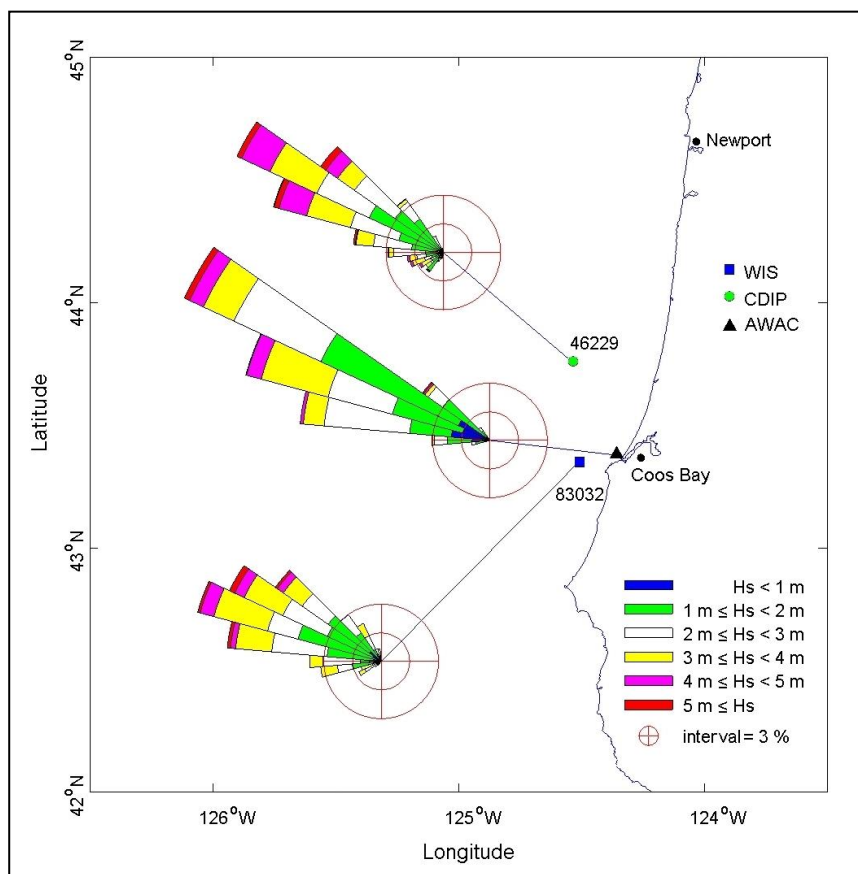 45°N
44°N
43°N
42°N
Latitude
126°W
125°W
124°W
Longitude
Newport
WIS
CDIP
AWAC
46229
Coos Bay
83032
Hs < 1 m
1 m ≤ Hs < 2 m
2 m ≤ Hs < 3 m
3 m ≤ Hs < 4 m
4 m ≤ Hs < 5 m
5 m ≤ Hs
interval= 3 %